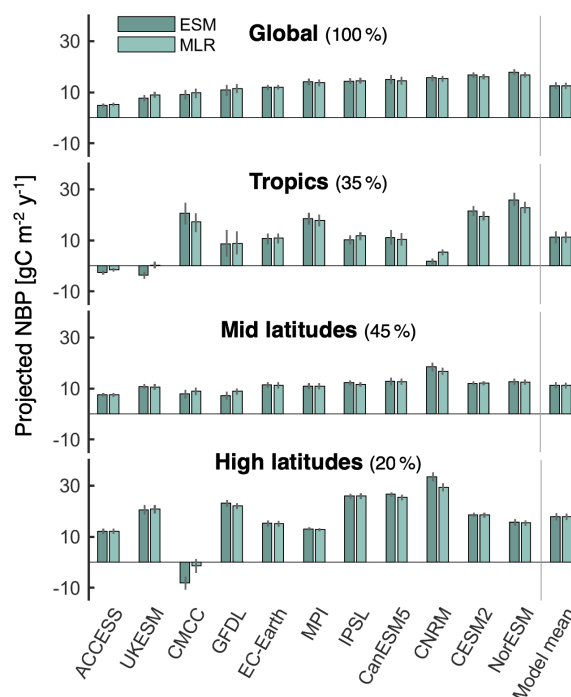 ESM
MLR
Global (100 %)
30
10
-10
Tropics (35 %)
30
10
-10
Mid latitudes (45 %)
30
10
-10
High latitudes (20 %)
30
10
-10
Projected NBP [gC m⁻² y⁻¹]
ACCESS
UKESM
CMCC
GFDL
EC-Earth
MPI
IPSL
CanESM5
CNRM
CESM2
NorESM
Model mean